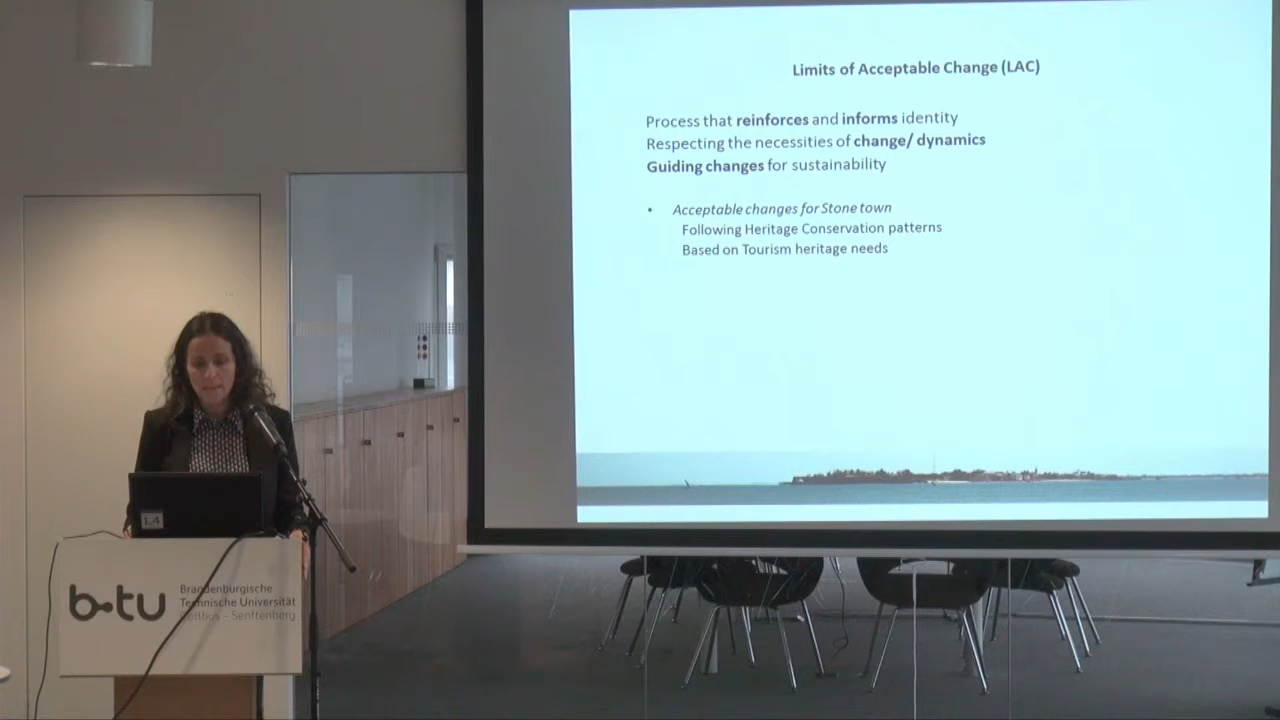 Limits of Acceptable Change (LAC)
Process that reinforces and informs identity
Respecting the necessities of change/ dynamics
Guiding changes for sustainability
• Acceptable changes for Stone town
Following Heritage Conservation patterns
Based on Tourism heritage needs
L4
b-tu
Brandenburgische
Technische Universität
Cottbus - Senftenberg